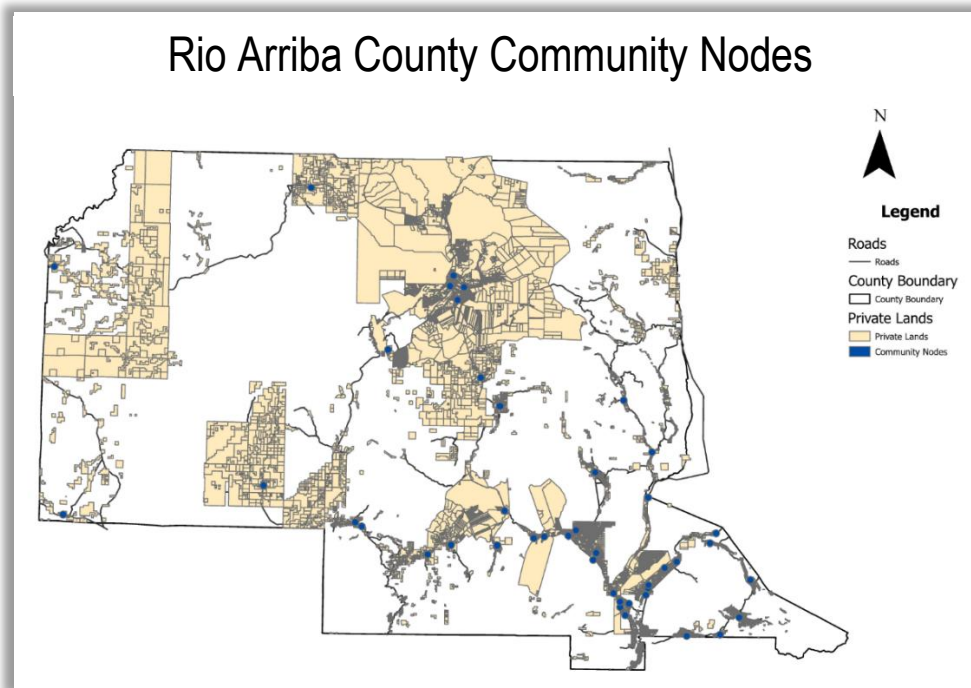 Rio Arriba County Community Nodes
N
Legend
Roads
Roads
County Boundary
County Boundary
Private Lands
Private Lands
Community Nodes